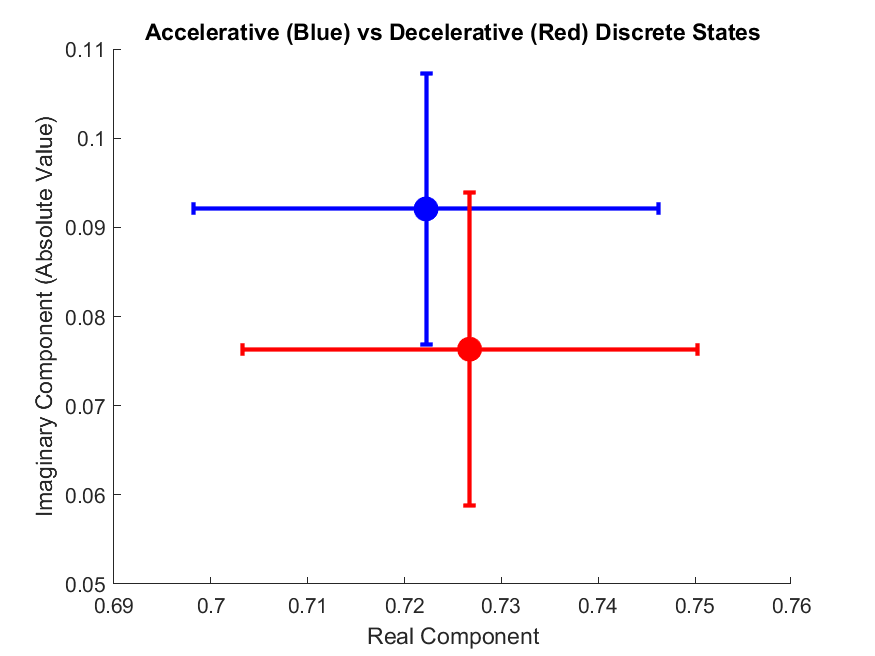 Accelerative (Blue) vs Decelerative (Red) Discrete States
0.11
0.1
0.09
0.08
0.07
0.06
0.05
Imaginary Component (Absolute Value)
0.69 0.7 0.71 0.72 0.73 0.74 0.75 0.76
Real Component